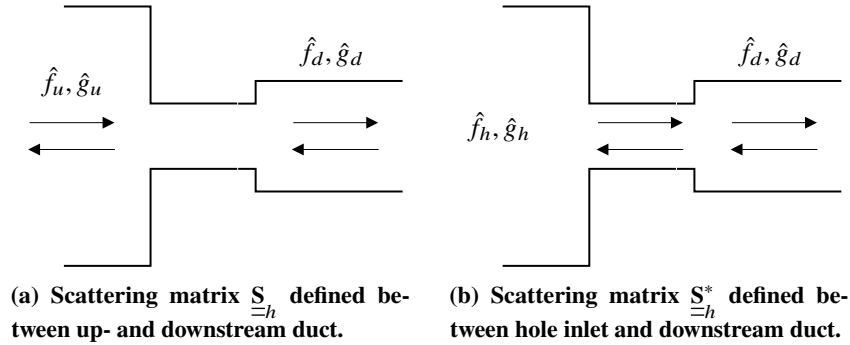 f̂_d, ĝ_d
f̂_u, ĝ_u
(a) Scattering matrix S_h defined be-
tween up- and downstream duct.
f̂_d, ĝ_d
f̂_h, ĝ_h
(b) Scattering matrix S*_h defined be-
tween hole inlet and downstream duct.